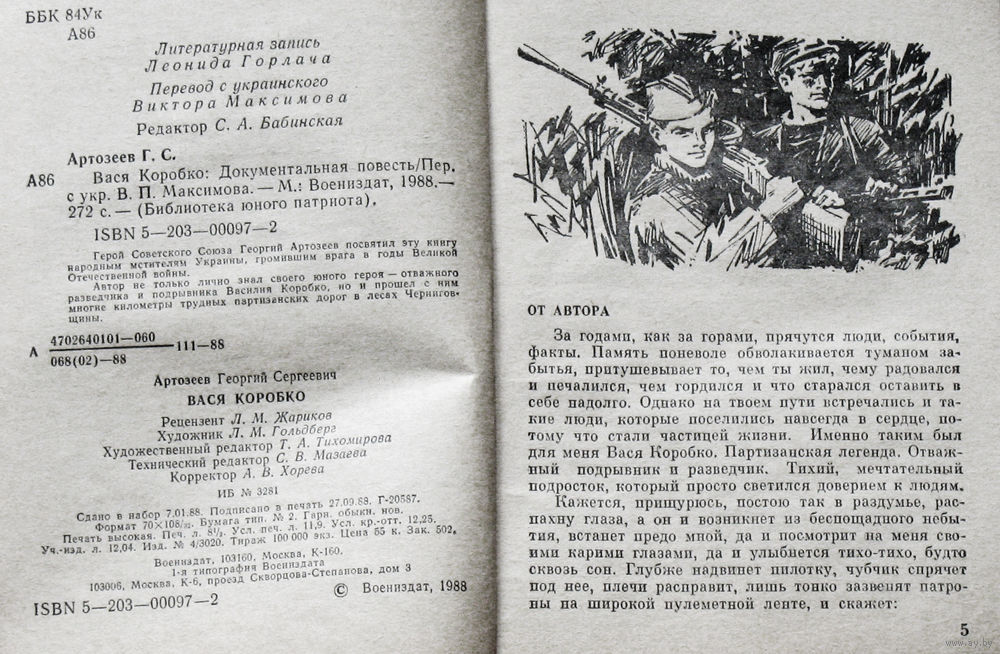 ББК 84Ук
А86
Литературная запись
Леонида Горлача
Перевод с украинского
Виктора Максимова
Редактор С. А. Бабинская
Артозеев Г. С.
А86 Вася Коробко: Документальная повесть/Пер.
с укр. В. П. Максимова. — М.: Воениздат, 1988.—
272 с.— (Библиотека юного патриота).
ISBN 5—203—00097—2
Герой Советского Союза Георгий Артозеев посвятил эту книгу
народным мстителям Украины, громившим врага в годы Великой
Отечественной войны.
Автор не только лично знал своего юного героя — отважного
разведчика и подрывника Василия Коробко, но и прошел с ним
многие километры трудных партизанских дорог в лесах Чернигов-
щины.
А 4702640101—060
068(02)—88 111—88
Артозеев Георгий Сергеевич
ВАСЯ КОРОБКО
Рецензент Л. М. Жариков
Художник Л. М. Гольдберг
Художественный редактор Т. А. Тихомирова
Технический редактор С. В. Мазаева
Корректор А. В. Хорева
ИБ № 3281
Сдано в набор 7.01.88. Подписано в печать 27.09.88. Г-20587.
Формат 70×108/32. Бумага тип. № 2. Гарн. обыкн. нов.
Печать высокая. Печ. л. 8½. Усл. печ. л. 11,9. Усл. кр.-отт. 12,25.
Уч.-изд. л. 12,04. Изд. № 4/3020. Тираж 100 000 экз. Цена 65 к. Зак. 502.
Воениздат, 103160, Москва, К-160.
1-я типография Воениздата
103006, Москва, К-6, проезд Скворцова-Степанова, дом 3
ISBN 5—203—00097—2
© Воениздат, 1988
ОТ АВТОРА
За годами, как за горами, прячутся люди, события,
факты. Память поневоле обволакивается туманом за-
бытья, притушевывает то, чем ты жил, чему радовался
и печалился, чем гордился и что старался оставить в
себе надолго. Однако на твоем пути встречались и та-
кие люди, которые поселились навсегда в сердце, по-
тому что стали частицей жизни. Именно таким был
для меня Вася Коробко. Партизанская легенда. Отваж-
ный подрывник и разведчик. Тихий, мечтательный
подросток, который просто светился доверием к людям.
Кажется, прищурюсь, постою так в раздумье, рас-
пахну глаза, а он и возникнет из беспощадного небы-
тия, встанет предо мной, да и посмотрит на меня свои-
ми карими глазами, да и улыбнется тихо-тихо, будто
сквозь сон. Глубже надвинет пилотку, чубчик спрячет
под нее, плечи расправит, лишь тонко зазвенят патро-
ны на широкой пулеметной ленте, и скажет:
5
www.ay.by